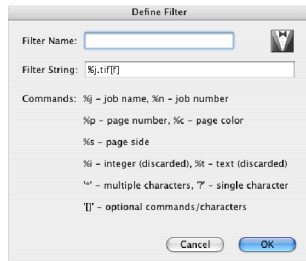 Define Filter
Filter Name:
Filter String: %j.tif[f]
Commands: %j - job name, %n - job number
%p - page number, %c - page color
%s - page side
%i - integer (discarded), %t - text (discarded)
'*' - multiple characters, '?' - single character
'[]' - optional commands/characters
Cancel OK